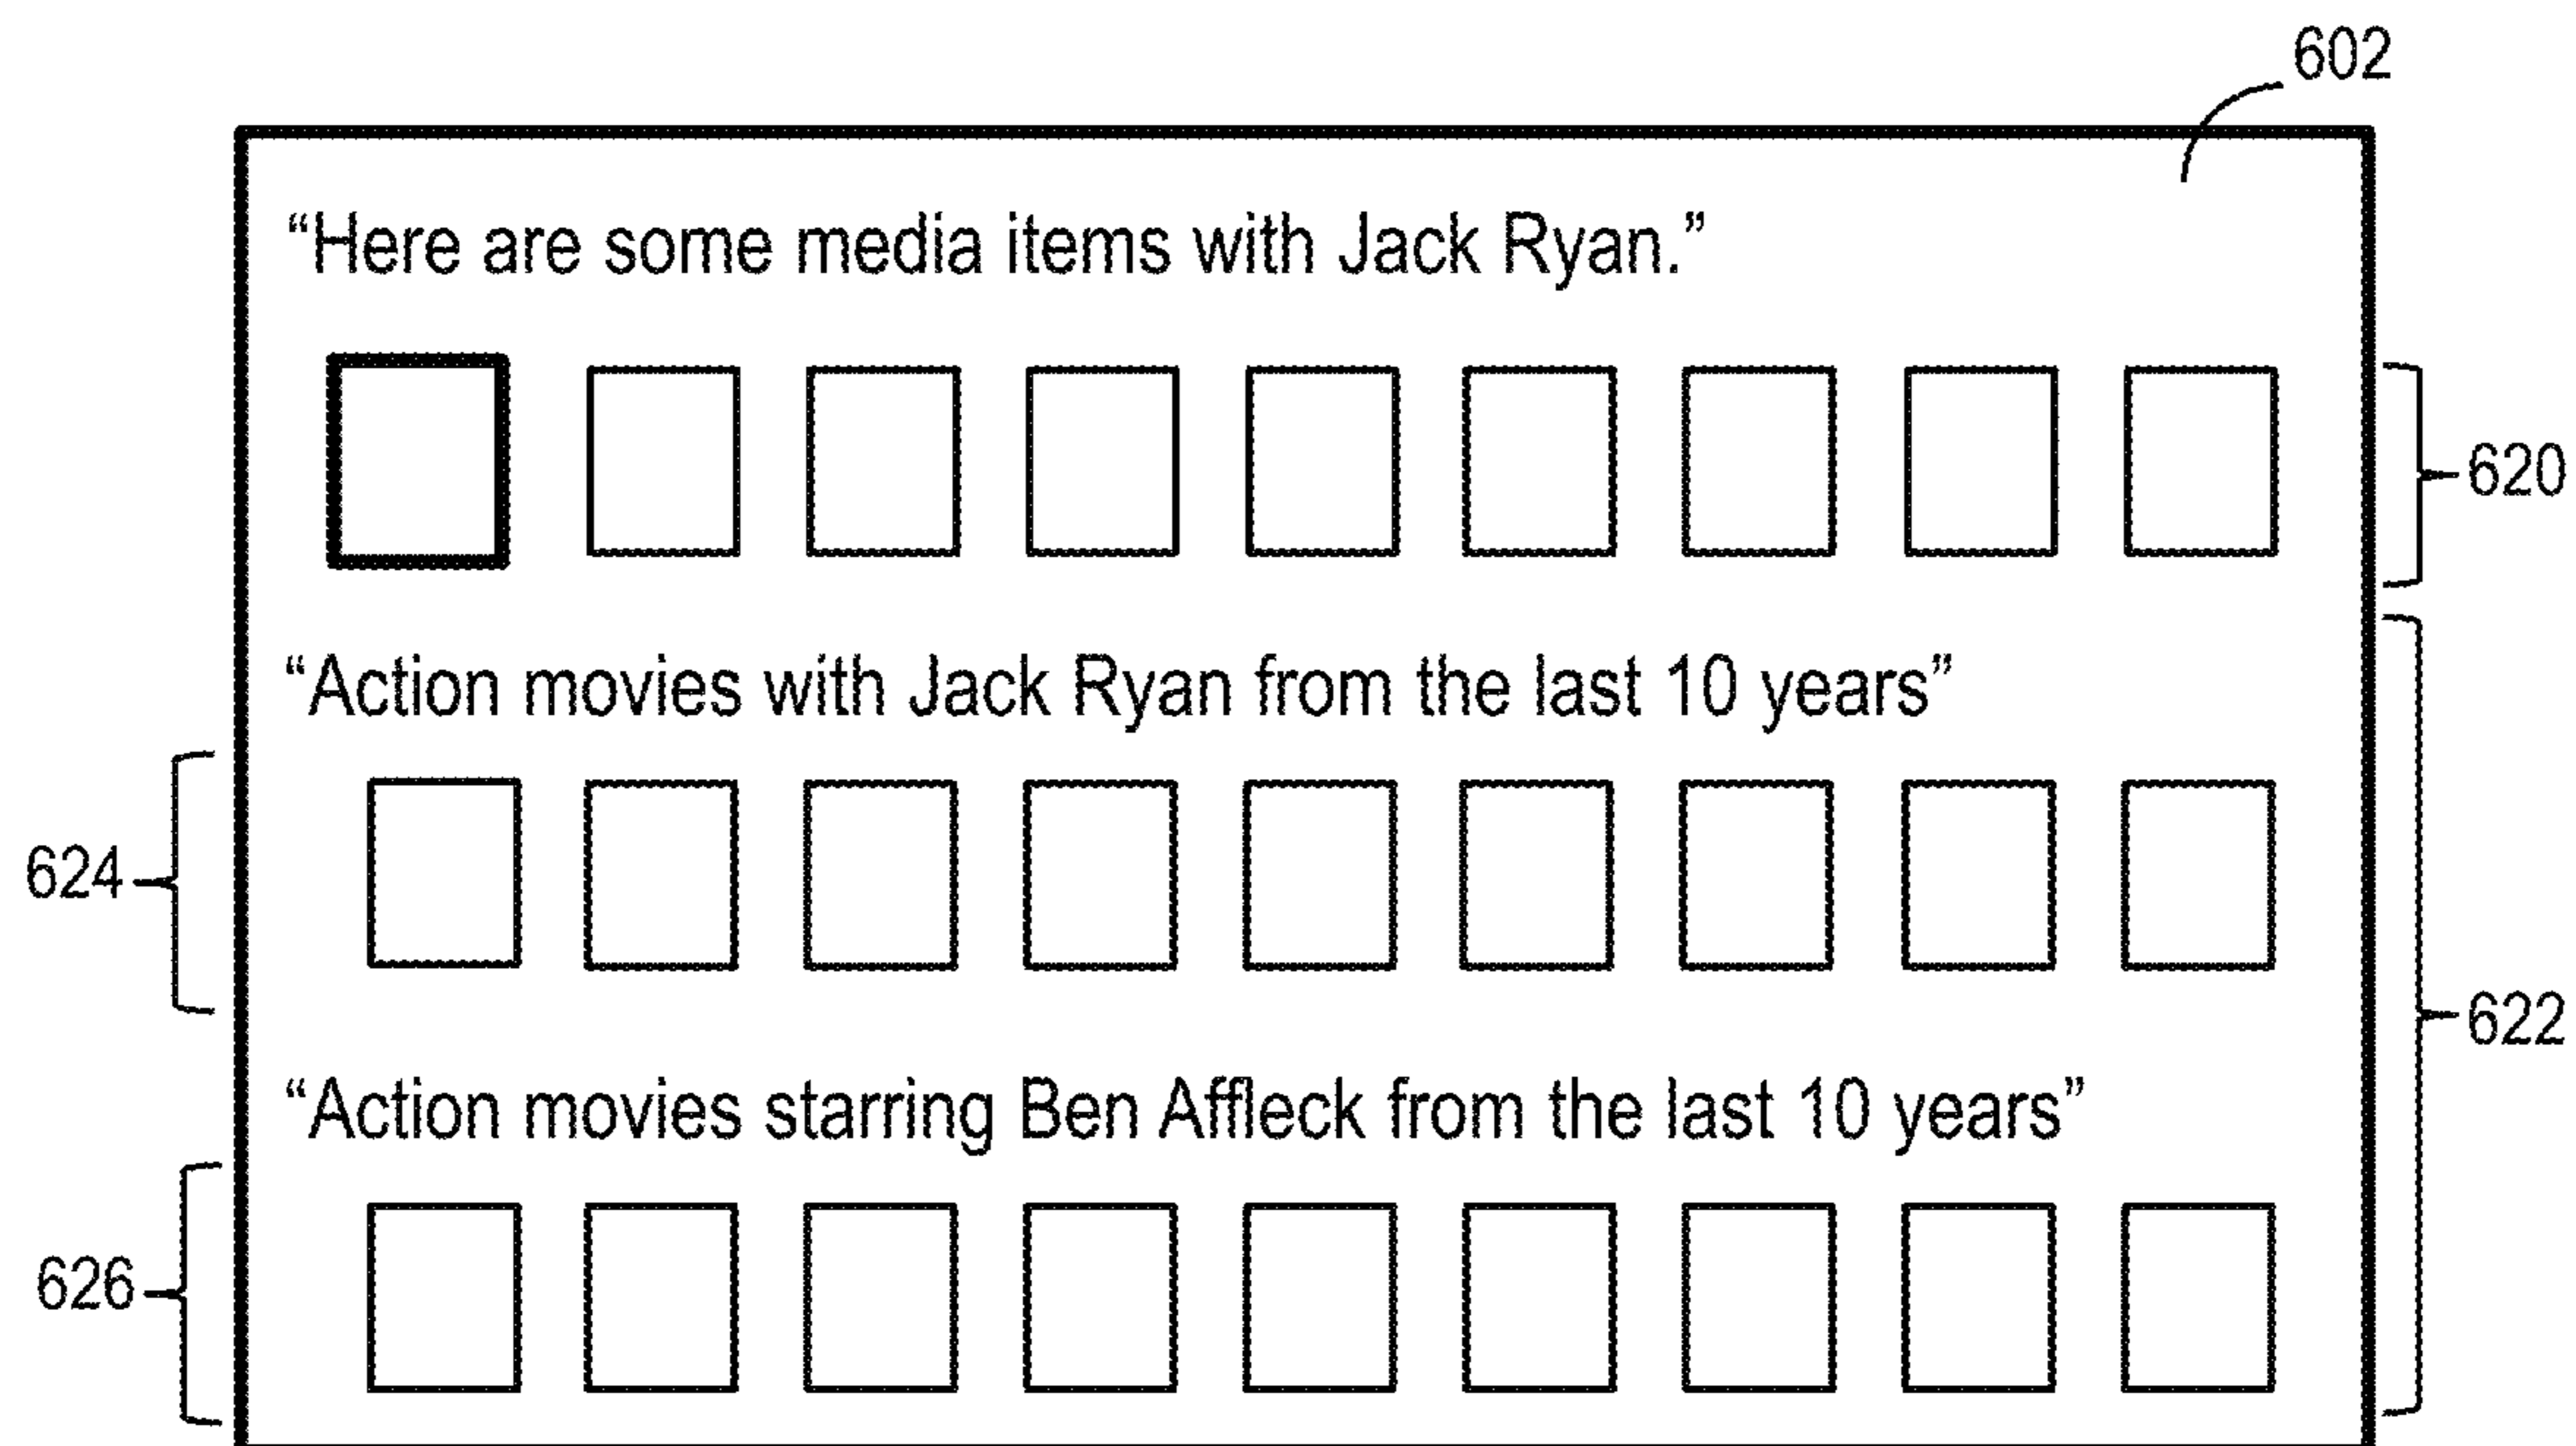 602
“Here are some media items with Jack Ryan.”
620
“Action movies with Jack Ryan from the last 10 years”
624
622
“Action movies starring Ben Affleck from the last 10 years”
626